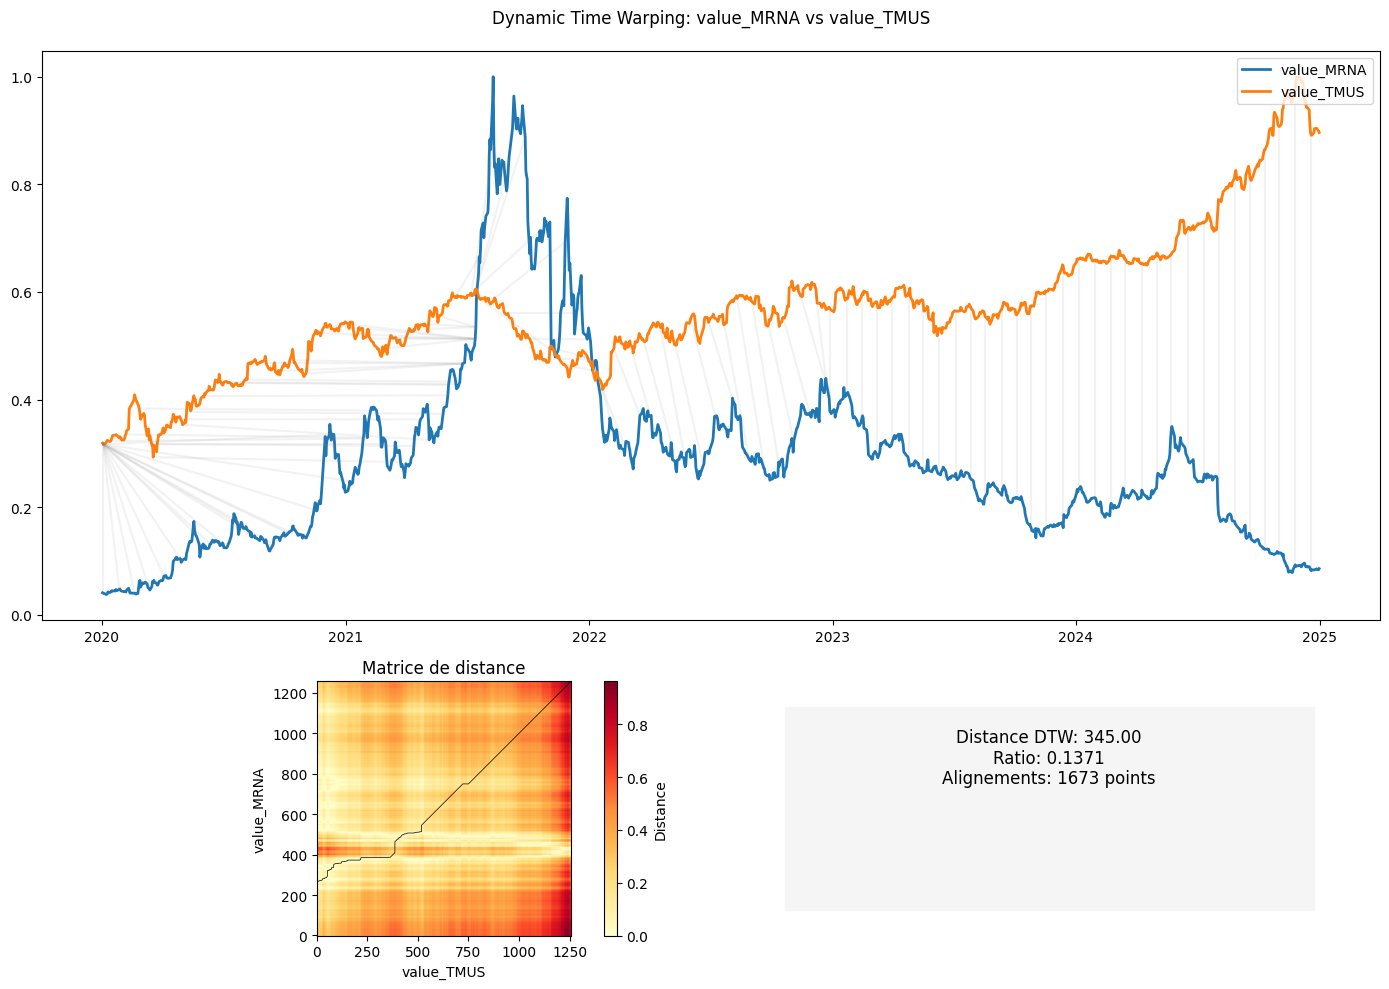 Dynamic Time Warping: value_MRNA vs value_TMUS
value_MRNA
value_TMUS
1.0
0.8
0.6
0.4
0.2
0.0
2020 2021 2022 2023 2024 2025
Matrice de distance
value_MRNA
1200
1000
800
600
400
200
0
0 250 500 750 1000 1250
value_TMUS
0.8
0.6
0.4
0.2
0.0
Distance
Distance DTW: 345.00
Ratio: 0.1371
Alignements: 1673 points